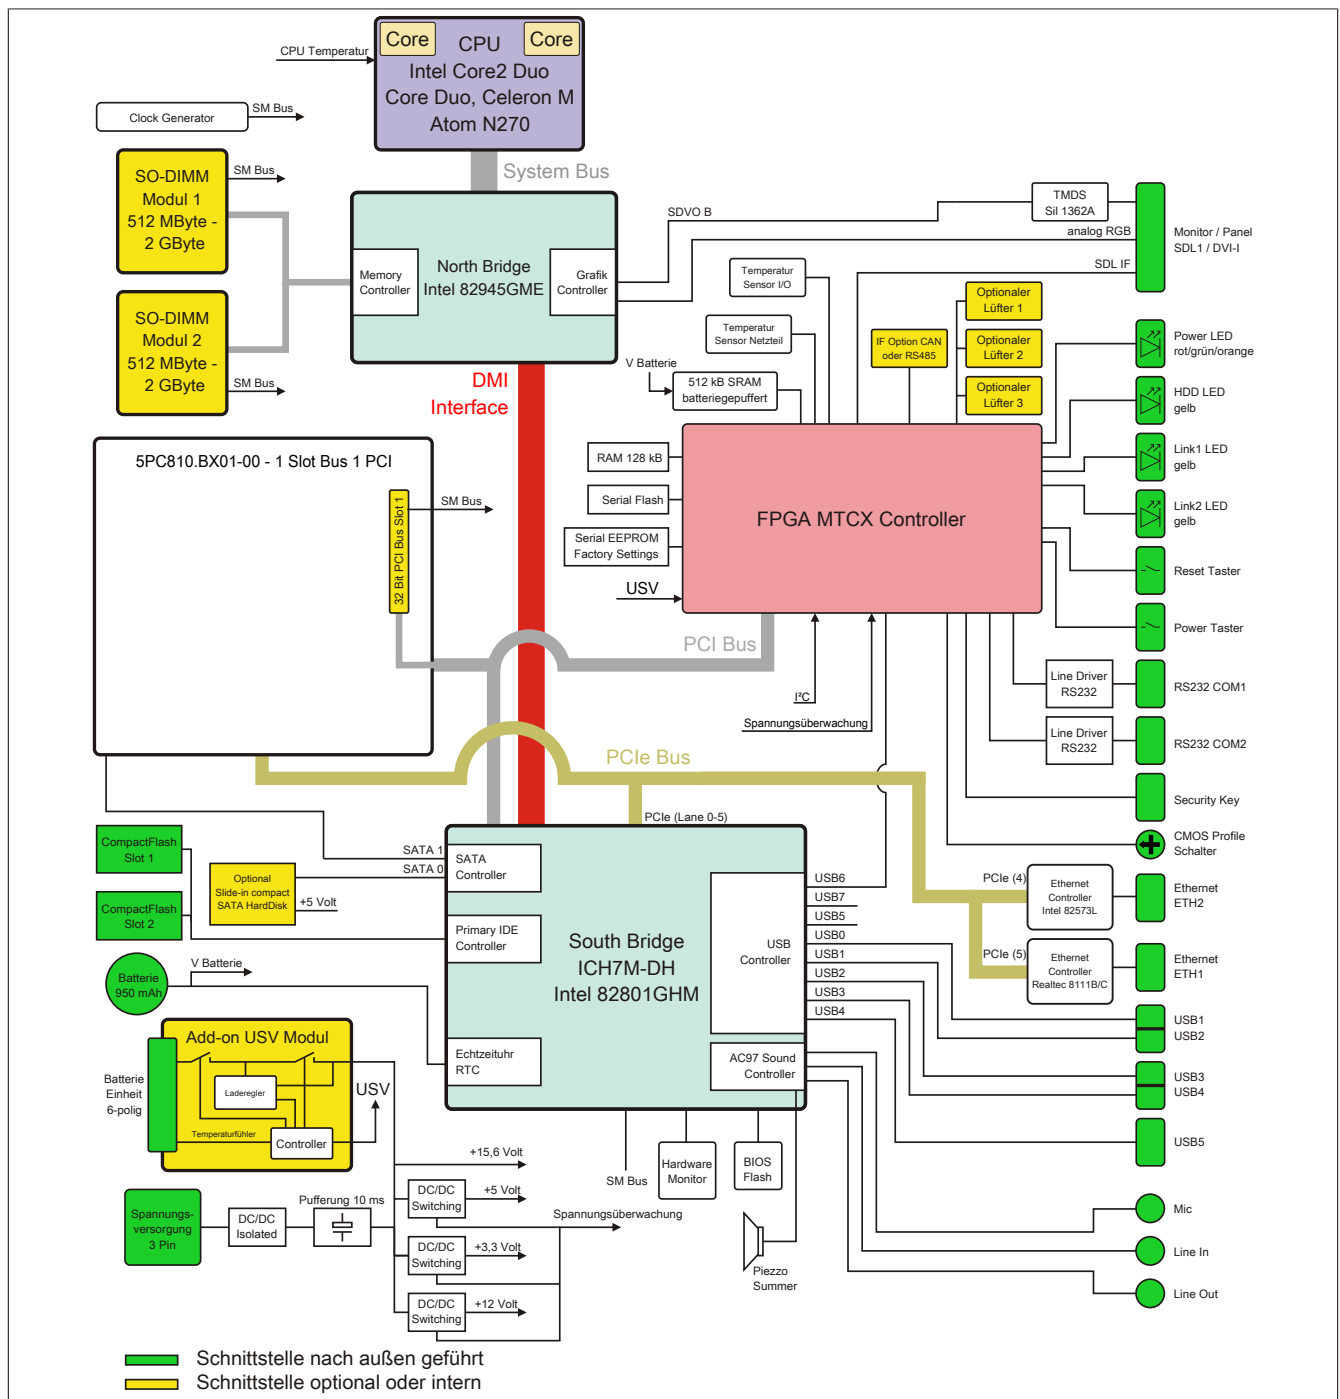 Core
CPU
Core
Intel Core2 Duo
Core Duo, Celeron M
Atom N270
CPU Temperatur
Clock Generator
SM Bus
System Bus
SO-DIMM
Modul 1
512 MByte -
2 GByte
SM Bus
SO-DIMM
Modul 2
512 MByte -
2 GByte
SM Bus
Memory
Controller
North Bridge
Intel 82945GME
Grafik
Controller
SDVO B
TMDS
Sil 1362A
analog RGB
SDL IF
Monitor / Panel
SDL1 / DVI-I
Temperatur
Sensor I/O
Temperatur
Sensor Netzteil
V Batterie
512 kB SRAM
batteriegepuffert
IF Option CAN
oder RS485
Optionaler
Lüfter 1
Optionaler
Lüfter 2
Optionaler
Lüfter 3
Power LED
rot/grün/orange
HDD LED
gelb
Link1 LED
gelb
Link2 LED
gelb
Reset Taster
Power Taster
DMI
Interface
RAM 128 kB
Serial Flash
Serial EEPROM
Factory Settings
USV
FPGA MTCX Controller
5PC810.BX01-00 - 1 Slot Bus 1 PCI
32 Bit PCI Bus Slot 1
SM Bus
PCI Bus
I²C
Spannungsüberwachung
Line Driver
RS232
RS232 COM1
Line Driver
RS232
RS232 COM2
Security Key
CMOS Profile
Schalter
PCIe Bus
PCIe (Lane 0-5)
CompactFlash
Slot 1
CompactFlash
Slot 2
Optional
Slide-in compact
SATA HardDisk
+5 Volt
SATA 1
SATA 0
SATA
Controller
Primary IDE
Controller
South Bridge
ICH7M-DH
Intel 82801GHM
USB
Controller
USB6
USB7
USB5
USB0
USB1
USB2
USB3
USB4
PCIe (4)
Ethernet
Controller
Intel 82573L
Ethernet
ETH2
PCIe (5)
Ethernet
Controller
Realtec 8111B/C
Ethernet
ETH1
USB1
USB2
USB3
USB4
USB5
Batterie
950 mAh
V Batterie
Echtzeituhr
RTC
AC97 Sound
Controller
Add-on USV Modul
Laderegler
Temperaturfühler
Controller
Batterie
Einheit
6-polig
USV
SM Bus
Hardware
Monitor
BIOS
Flash
Piezzo
Summer
Mic
Line In
Line Out
+15,6 Volt
Spannungs-
versorgung
3 Pin
DC/DC
Isolated
Pufferung 10 ms
DC/DC
Switching
+5 Volt
Spannungsüberwachung
DC/DC
Switching
+3,3 Volt
DC/DC
Switching
+12 Volt
Schnittstelle nach außen geführt
Schnittstelle optional oder intern